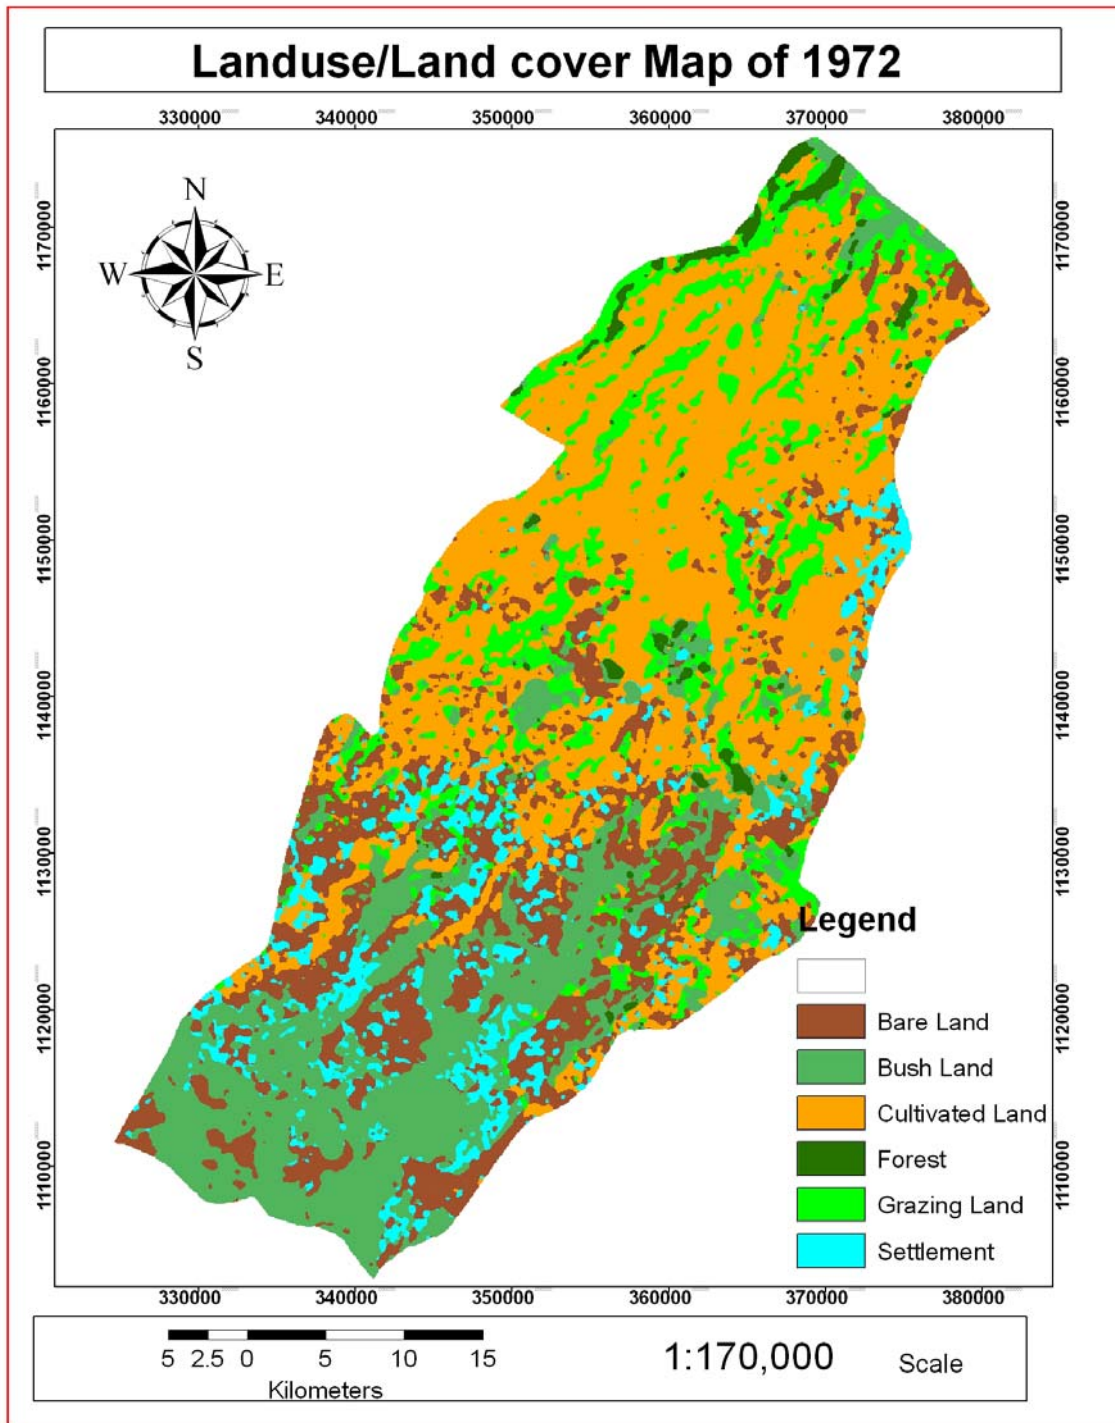 Landuse/Land cover Map of 1972
330000 340000 350000 360000 370000 380000
N
W E
S
1170000 1170000
1160000 1160000
1150000 1150000
1140000 1140000
1130000 1130000
Legend
1120000 1120000
Bare Land
Bush Land
Cultivated Land
1110000 1110000
Forest
Grazing Land
Settlement
330000 340000 350000 360000 370000 380000
5 2.5 0 5 10 15
Kilometers
1:170,000 Scale